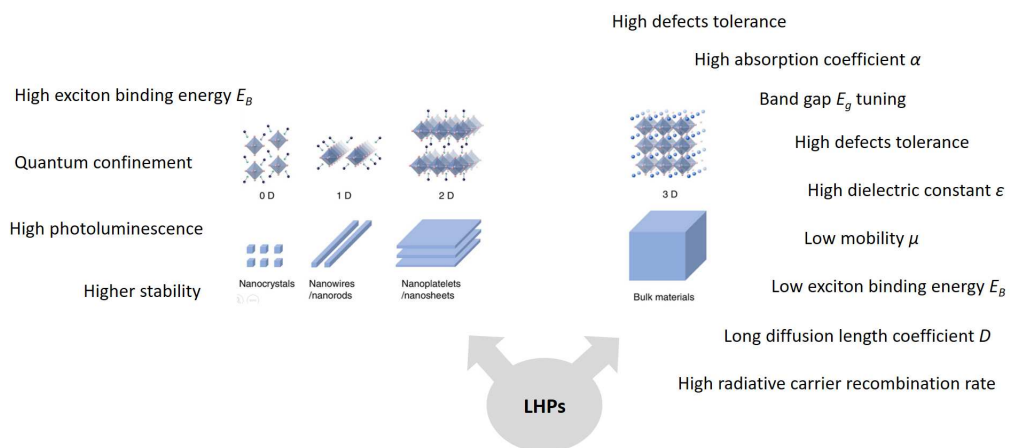 High defects tolerance
High absorption coefficient α
High exciton binding energy E_B
Band gap E_g tuning
High defects tolerance
Quantum confinement
0 D
1 D
2 D
3 D
High dielectric constant ε
High photoluminescence
Low mobility μ
Higher stability
Nanocrystals
Nanowires
/nanorods
Nanoplatelets
/nanosheets
Bulk materials
Low exciton binding energy E_B
Long diffusion length coefficient D
High radiative carrier recombination rate
LHPs